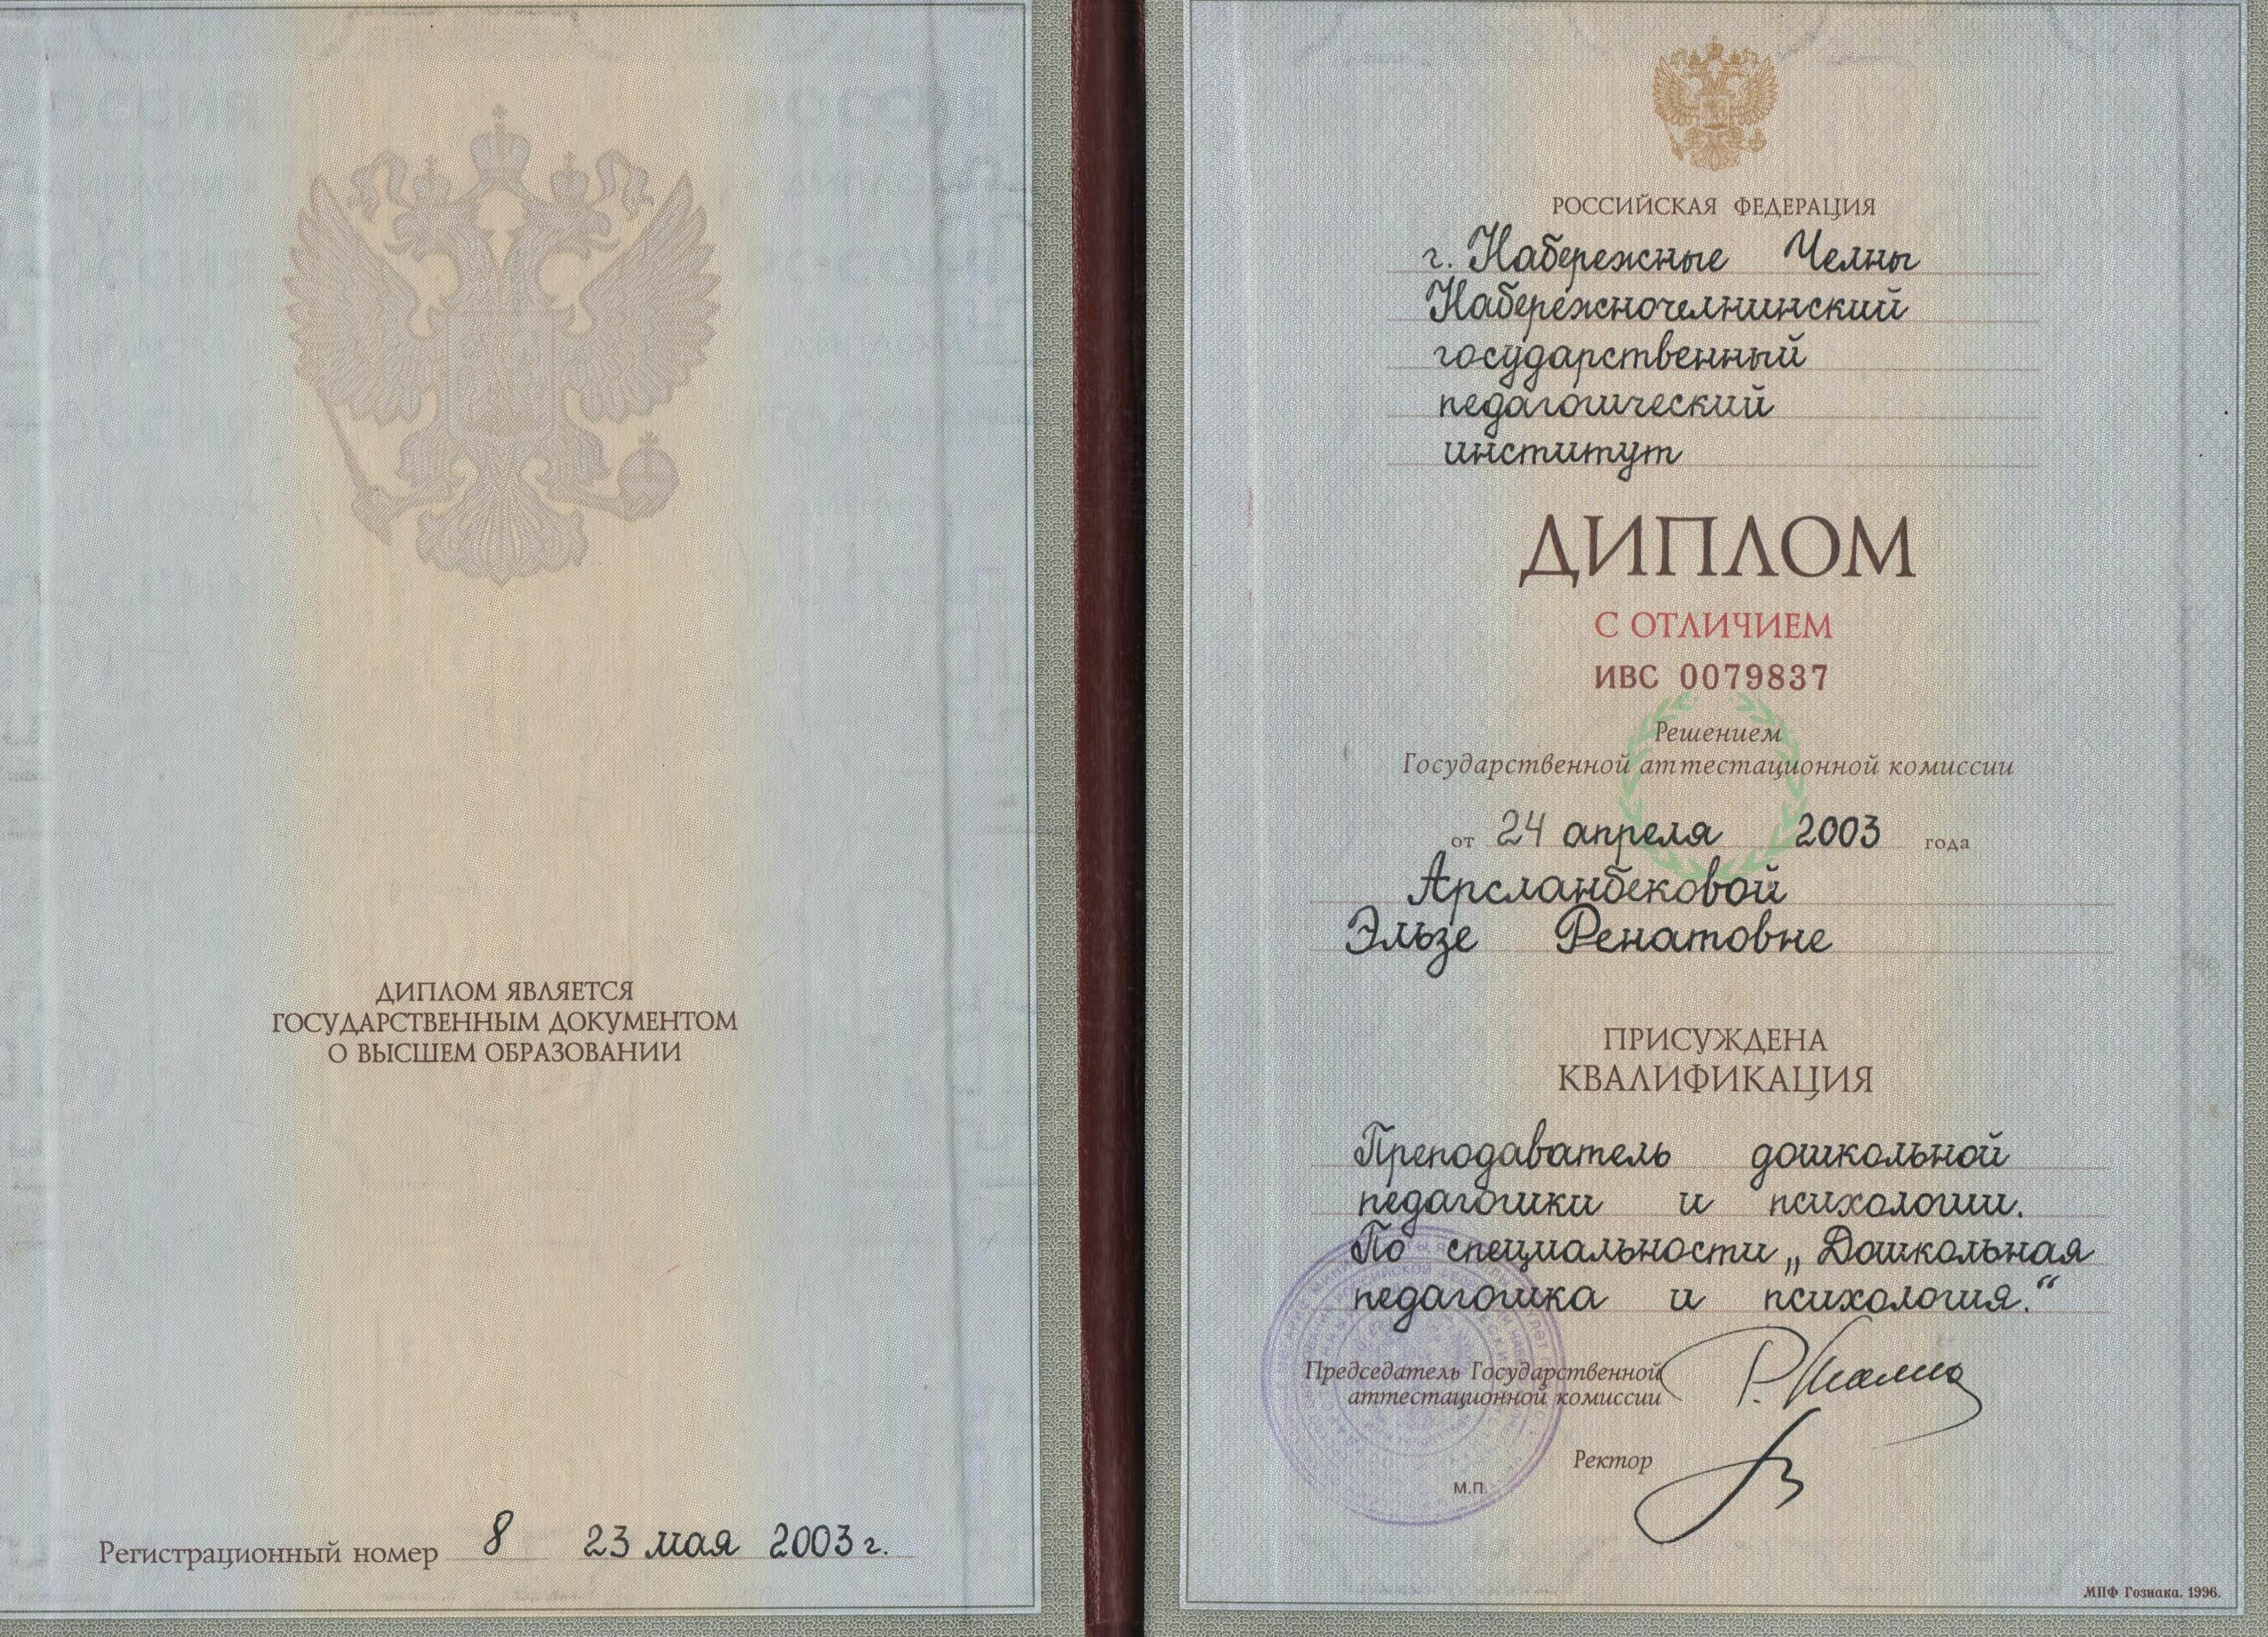 ДИПЛОМ ЯВЛЯЕТСЯ
ГОСУДАРСТВЕННЫМ ДОКУМЕНТОМ
О ВЫСШЕМ ОБРАЗОВАНИИ
Регистрационный номер 8 23 мая 2003 г.
РОССИЙСКАЯ ФЕДЕРАЦИЯ
г. Набережные Челны
Набережночелнинский
государственный
педагогический
институт
ДИПЛОМ
С ОТЛИЧИЕМ
ИВС 0079837
Решением
Государственной аттестационной комиссии
от 24 апреля 2003 года
Арсланбековой
Эльзе Ренатовне
ПРИСУЖДЕНА
КВАЛИФИКАЦИЯ
Преподаватель дошкольной
педагогики и психологии.
По специальности „Дошкольная
педагогика и психология.“
Председатель Государственной
аттестационной комиссии
Ректор
М.П.
МПФ Гознака. 1996.